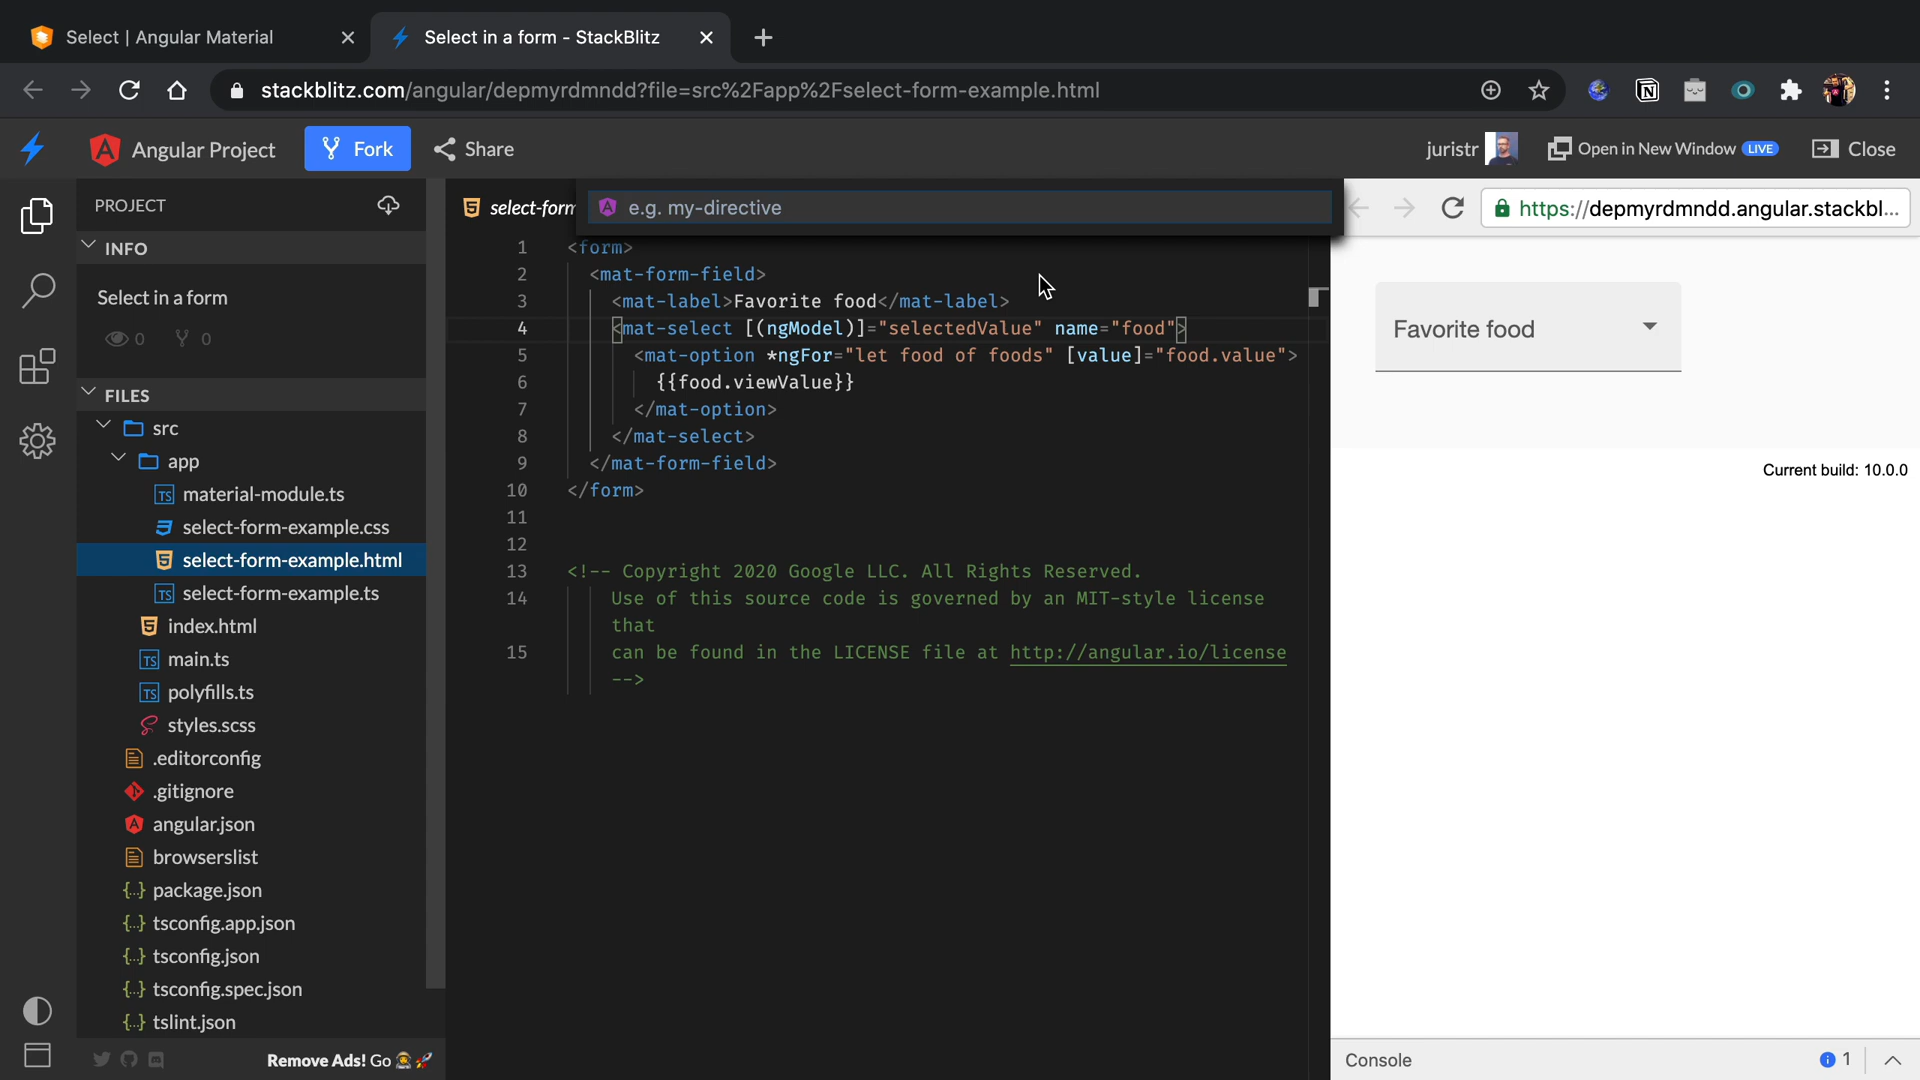 Select | Angular Material
Select in a form - StackBlitz
stackblitz.com/angular/depmyrdmndd?file=src%2Fapp%2Fselect-form-example.html
Angular Project
Fork
Share
juristr
Open in New Window LIVE
Close
PROJECT
INFO
Select in a form
0
0
FILES
src
app
material-module.ts
select-form-example.css
select-form-example.html
select-form-example.ts
index.html
main.ts
polyfills.ts
styles.scss
.editorconfig
.gitignore
angular.json
browserslist
package.json
tsconfig.app.json
tsconfig.json
tsconfig.spec.json
tslint.json
Remove Ads! Go
select-form
e.g. my-directive
1 <form>
2 <mat-form-field>
3 <mat-label>Favorite food</mat-label>
4 <mat-select [(ngModel)]="selectedValue" name="food">
5 <mat-option *ngFor="let food of foods" [value]="food.value">
6 {{food.viewValue}}
7 </mat-option>
8 </mat-select>
9 </mat-form-field>
10 </form>
11
12
13 <!-- Copyright 2020 Google LLC. All Rights Reserved.
14 Use of this source code is governed by an MIT-style license
that
15 can be found in the LICENSE file at http://angular.io/license
-->
https://depmyrdmndd.angular.stackbl...
Favorite food
Current build: 10.0.0
Console
1